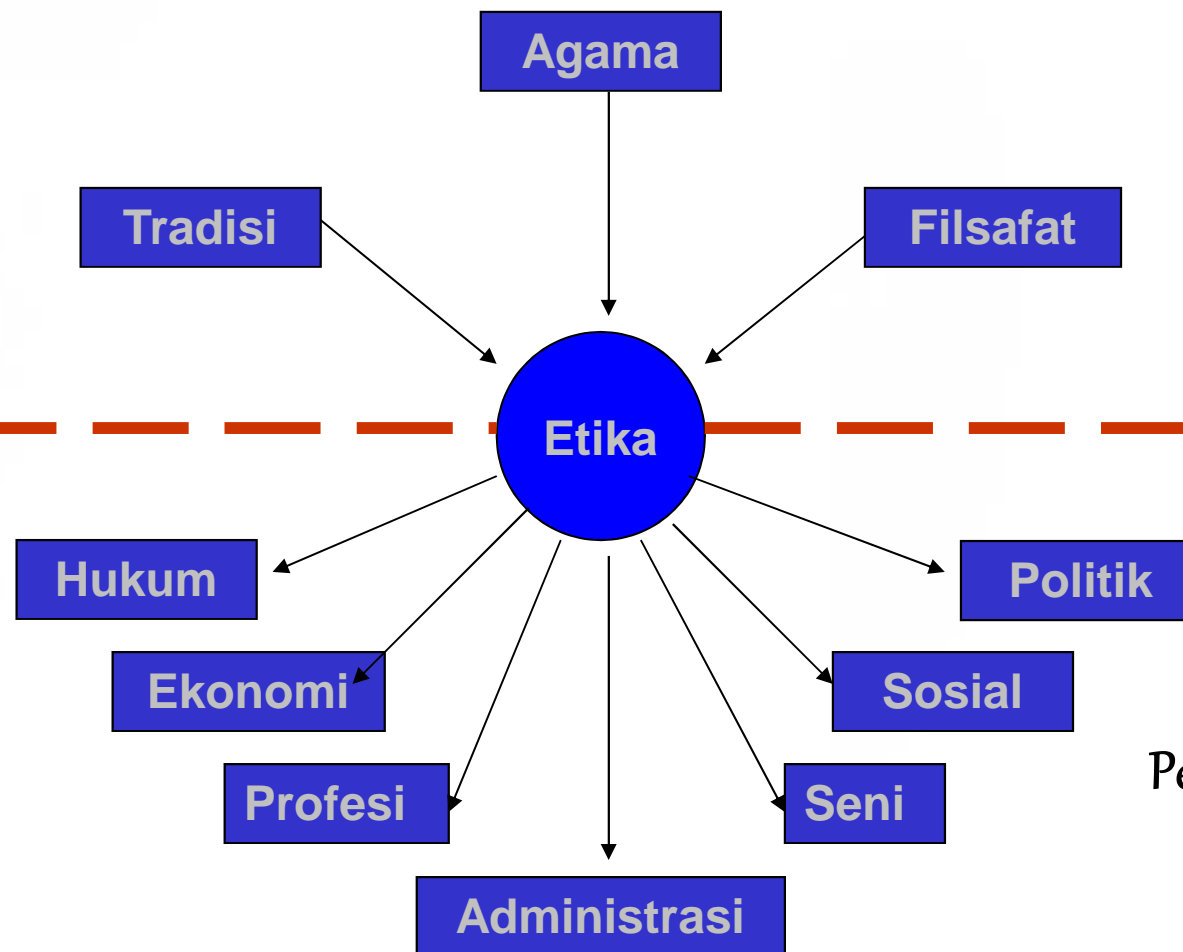 Agama
Tradisi
Filsafat
Etika
Hukum
Politik
Ekonomi
Sosial
Profesi
Seni
Administrasi